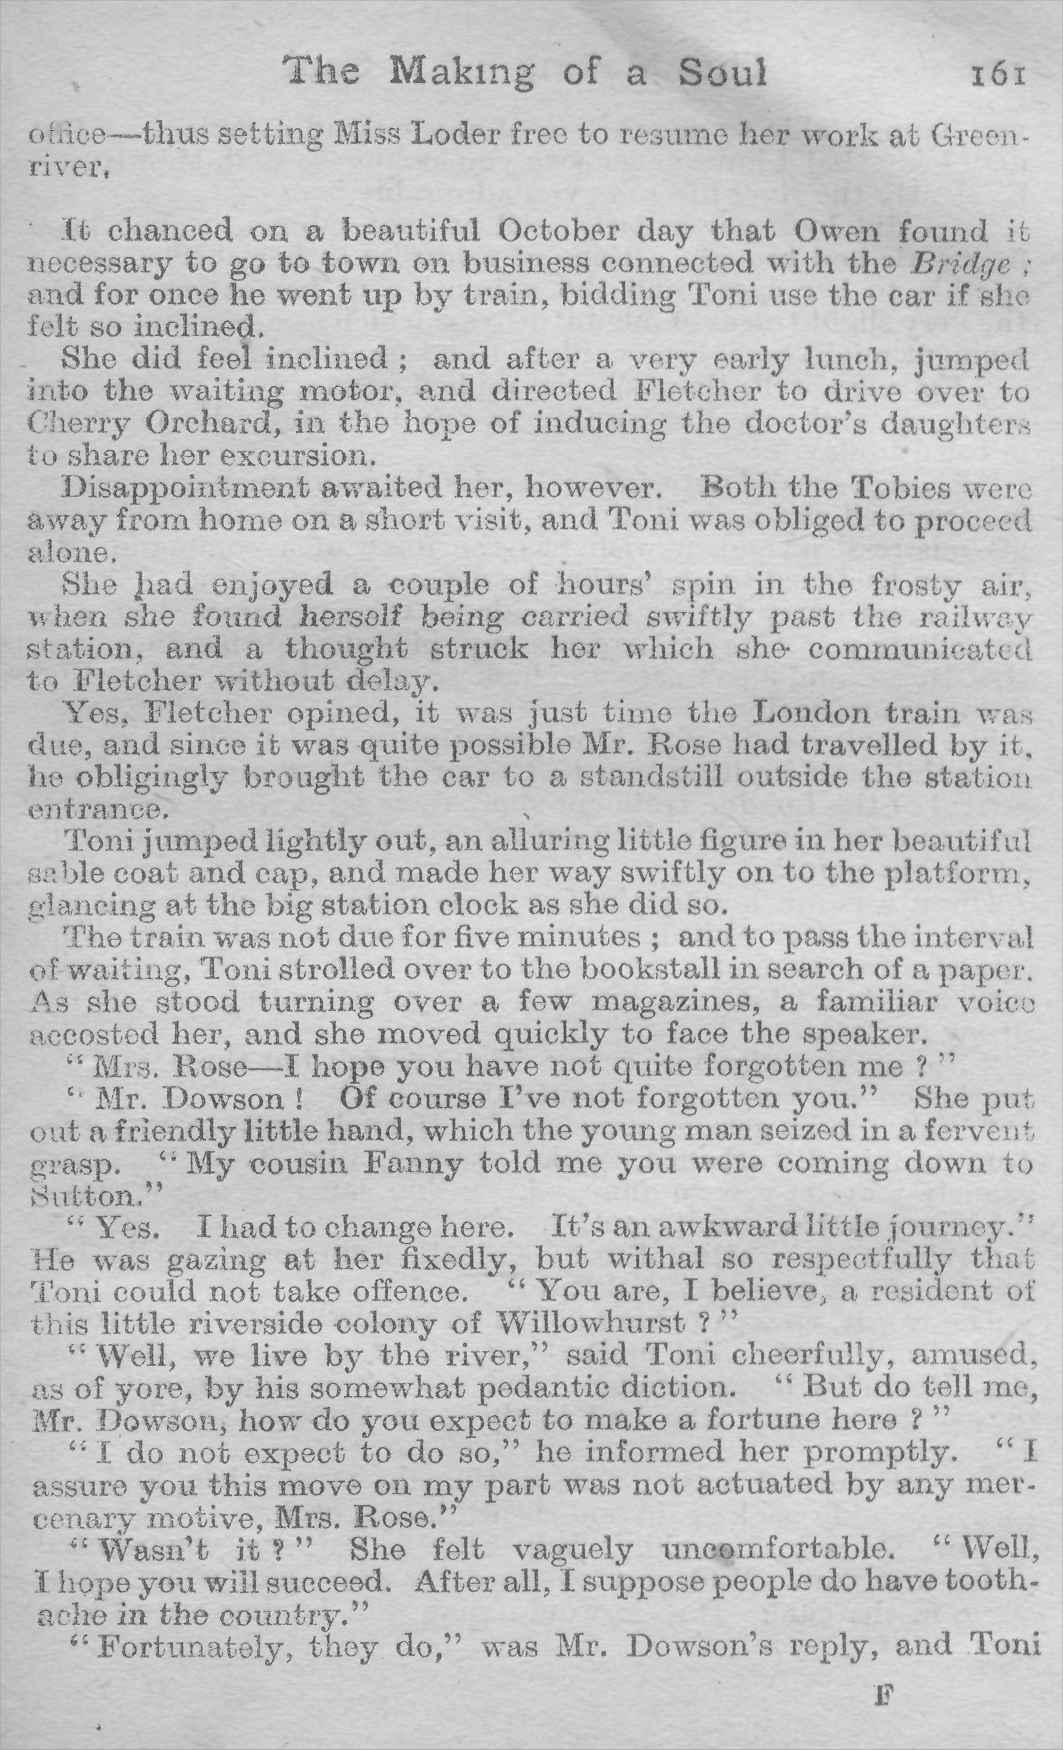 The Making of a Soul 161
office—thus setting Miss Loder free to resume her work at Green-
river.
It chanced on a beautiful October day that Owen found it
necessary to go to town on business connected with the Bridge ;
and for once he went up by train, bidding Toni use the car if she
felt so inclined.
She did feel inclined ; and after a very early lunch, jumped
into the waiting motor, and directed Fletcher to drive over to
Cherry Orchard, in the hope of inducing the doctor's daughters
to share her excursion.
Disappointment awaited her, however. Both the Tobies were
away from home on a short visit, and Toni was obliged to proceed
alone.
She had enjoyed a couple of hours' spin in the frosty air,
when she found herself being carried swiftly past the railway
station, and a thought struck her which she communicated
to Fletcher without delay.
Yes, Fletcher opined, it was just time the London train was
due, and since it was quite possible Mr. Rose had travelled by it,
he obligingly brought the car to a standstill outside the station
entrance.
Toni jumped lightly out, an alluring little figure in her beautiful
sable coat and cap, and made her way swiftly on to the platform,
glancing at the big station clock as she did so.
The train was not due for five minutes ; and to pass the interval
of waiting, Toni strolled over to the bookstall in search of a paper.
As she stood turning over a few magazines, a familiar voice
accosted her, and she moved quickly to face the speaker.
" Mrs. Rose—I hope you have not quite forgotten me ? "
" Mr. Dowson ! Of course I've not forgotten you." She put
out a friendly little hand, which the young man seized in a fervent
grasp. " My cousin Fanny told me you were coming down to
Sutton."
" Yes. I had to change here. It's an awkward little journey."
He was gazing at her fixedly, but withal so respectfully that
Toni could not take offence. " You are, I believe, a resident of
this little riverside colony of Willowhurst ? "
" Well, we live by the river," said Toni cheerfully, amused,
as of yore, by his somewhat pedantic diction. " But do tell me,
Mr. Dowson, how do you expect to make a fortune here ? "
" I do not expect to do so," he informed her promptly. " I
assure you this move on my part was not actuated by any mer-
cenary motive, Mrs. Rose."
" Wasn't it ? " She felt vaguely uncomfortable. " Well,
I hope you will succeed. After all, I suppose people do have tooth-
ache in the country."
" Fortunately, they do," was Mr. Dowson's reply, and Toni
F